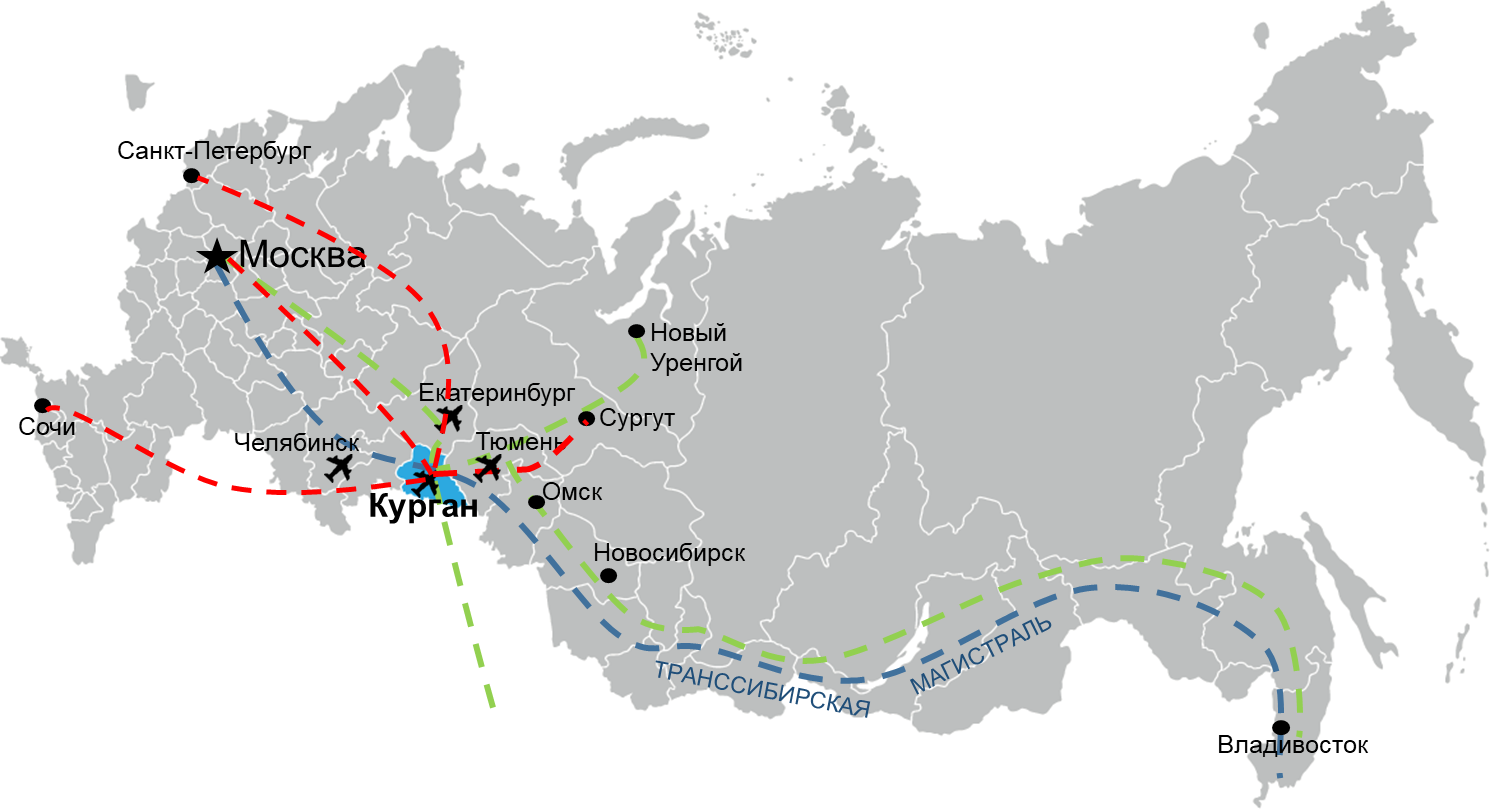 Санкт-Петербург
Москва
Новый
Уренгой
Екатеринбург
Сургут
Сочи
Челябинск
Тюмень
Омск
Курган
Новосибирск
ТРАНССИБИРСКАЯ
МАГИСТРАЛЬ
Владивосток